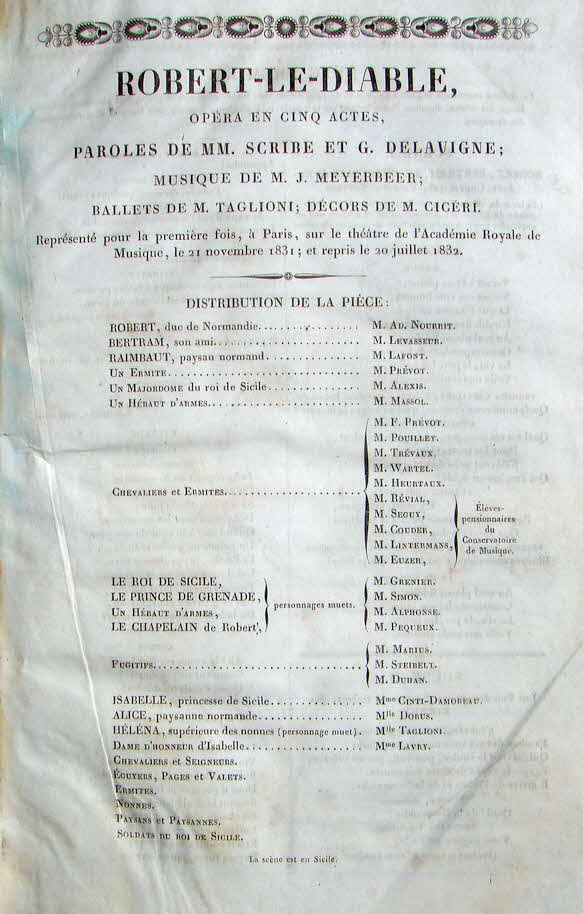 ROBERT-LE-DIABLE,
OPÉRA EN CINQ ACTES,
PAROLES DE MM. SCRIBE ET G. DELAVIGNE;
MUSIQUE DE M. J. MEYERBEER;
BALLETS DE M. TAGLIONI; DÉCORS DE M. CICÉRI.
Représenté pour la première fois, à Paris, sur le théâtre de l'Académie Royale de
Musique, le 21 novembre 1831; et repris le 20 juillet 1832.
DISTRIBUTION DE LA PIÈCE:
ROBERT, duc de Normandie.............. M. AD. NOURRIT.
BERTRAM, son ami..................... M. LEVASSEUR.
RAIMBAUT, paysan normand............. M. LAFONT.
UN ERMITE........................... M. PRÉVOT.
UN MAJORDOME du roi de Sicile.............. M. ALEXIS.
UN HÉRAUT D'ARMES...................... M. MASSOL.
CHEVALIERS et ERMITES....................
M. F. PRÉVOT.
M. POUILLEY.
M. TRÉVAUX.
M. WARTEL.
M. HEURTAUX.
M. RÉVIAL,
M. SEGUY,
M. COUDER,
M. LINTERMANS,
M. EUZER,
Élèves-
pensionnaires
du
Conservatoire
de Musique.
LE ROI DE SICILE,
LE PRINCE DE GRENADE,
UN HÉRAUT D'ARMES,
LE CHAPELAIN de Robert,
personnages muets.
M. GRENIER.
M. SIMON.
M. ALPHONSE.
M. PEQUEUX.
FUGITIFS..............................
M. MARIUS.
M. STEIBELT.
M. DUHAN.
ISABELLE, princesse de Sicile.............. Mme CINTI-DAMOREAU.
ALICE, paysanne normande................ Mlle DORUS.
HÉLÉNA, supérieure des nonnes (personnage muet). Mlle TAGLIONI.
DAME D'HONNEUR d'Isabelle................. Mme LAVRY.
CHEVALIERS et SEIGNEURS.
ÉCUYERS, PAGES et VALETS.
ERMITES.
NONNES.
PAYSANS et PAYSANNES.
SOLDATS DU ROI DE SICILE.
La scène est en Sicile.